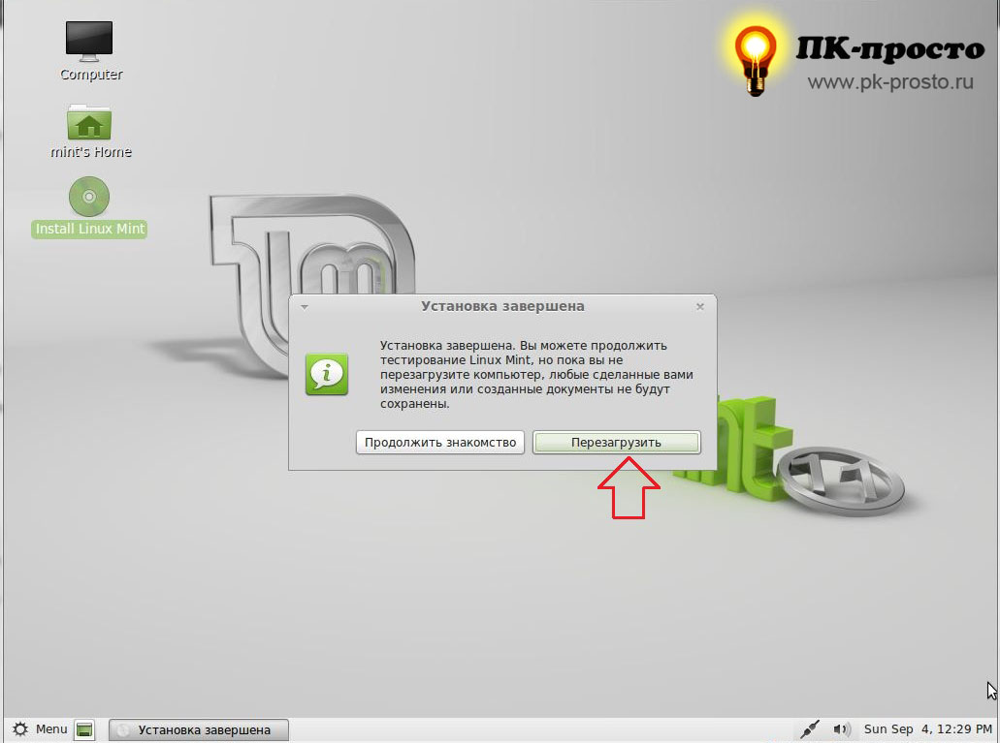 ПК-просто
www.pk-prosto.ru
Computer
mint's Home
Install Linux Mint
Установка завершена
Установка завершена. Вы можете продолжить
тестирование Linux Mint, но пока вы не
перезагрузите компьютер, любые сделанные вами
изменения или созданные документы не будут
сохранены.
Продолжить знакомство
Перезагрузить
11
Menu
Установка завершена
Sun Sep 4, 12:29 PM